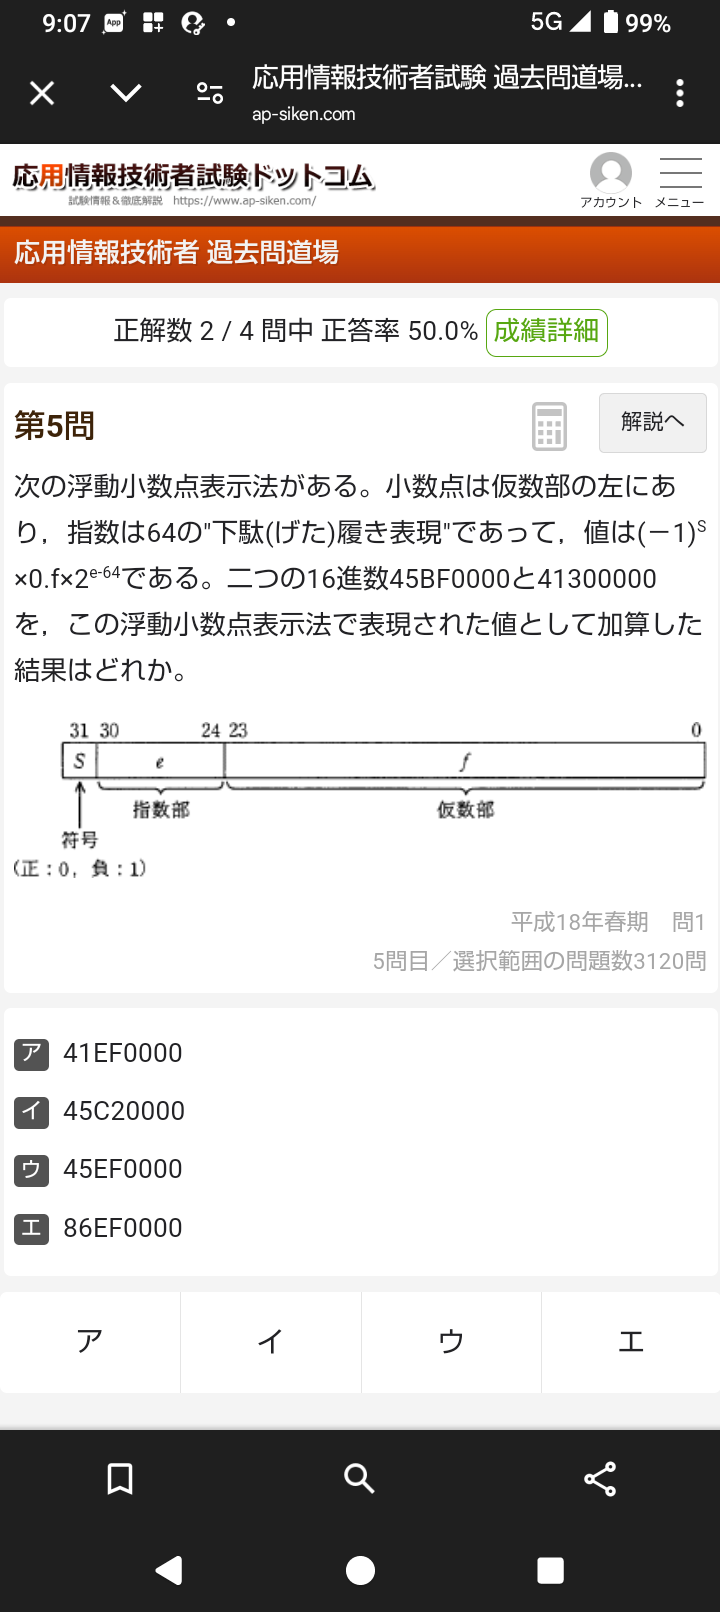 9:07 App 5G 99%
応用情報技術者試験 過去問道場...
ap-siken.com
応用情報技術者試験ドットコム
試験情報＆徹底解説 https://www.ap-siken.com/
アカウント メニュー
応用情報技術者 過去問道場
正解数 2 / 4 問中 正答率 50.0% 成績詳細
第5問 解説へ
次の浮動小数点表示法がある。小数点は仮数部の左にあ
り，指数は64の"下駄(げた)履き表現"であって，値は(－1)S
×0.f×2e-64である。二つの16進数45BF0000と41300000
を，この浮動小数点表示法で表現された値として加算した
結果はどれか。
31 30 24 23 0
S e f
指数部 仮数部
符号
(正：0，負：1)
平成18年春期 問1
5問目／選択範囲の問題数3120問
ア 41EF0000
イ 45C20000
ウ 45EF0000
エ 86EF0000
ア イ ウ エ